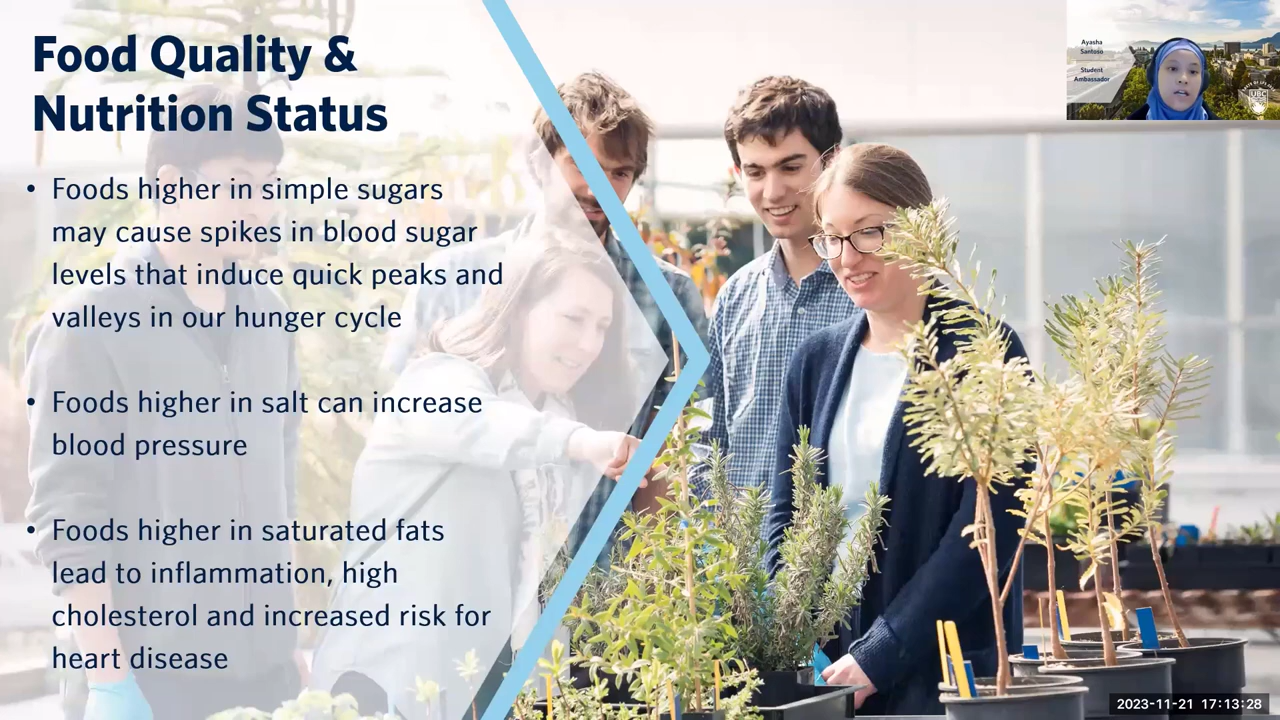 Food Quality &
Nutrition Status
• Foods higher in simple sugars
may cause spikes in blood sugar
levels that induce quick peaks and
valleys in our hunger cycle
• Foods higher in salt can increase
blood pressure
• Foods higher in saturated fats
lead to inflammation, high
cholesterol and increased risk for
heart disease
Ayasha
Santoso
Student
Ambassador
UBC
2023-11-21 17:13:28